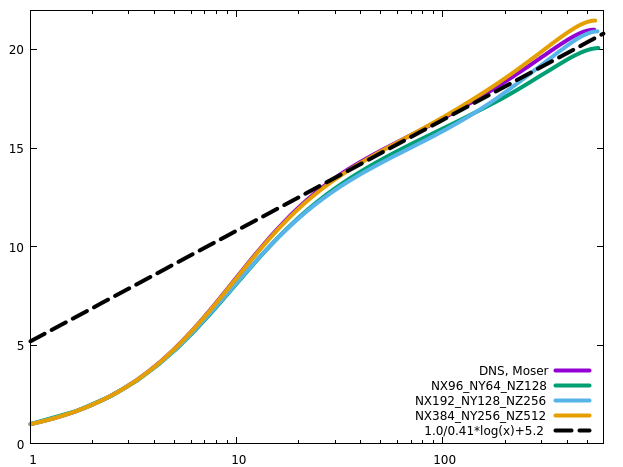 20
15
10
5
0
1
10
100
DNS, Moser
NX96_NY64_NZ128
NX192_NY128_NZ256
NX384_NY256_NZ512
1.0/0.41*log(x)+5.2